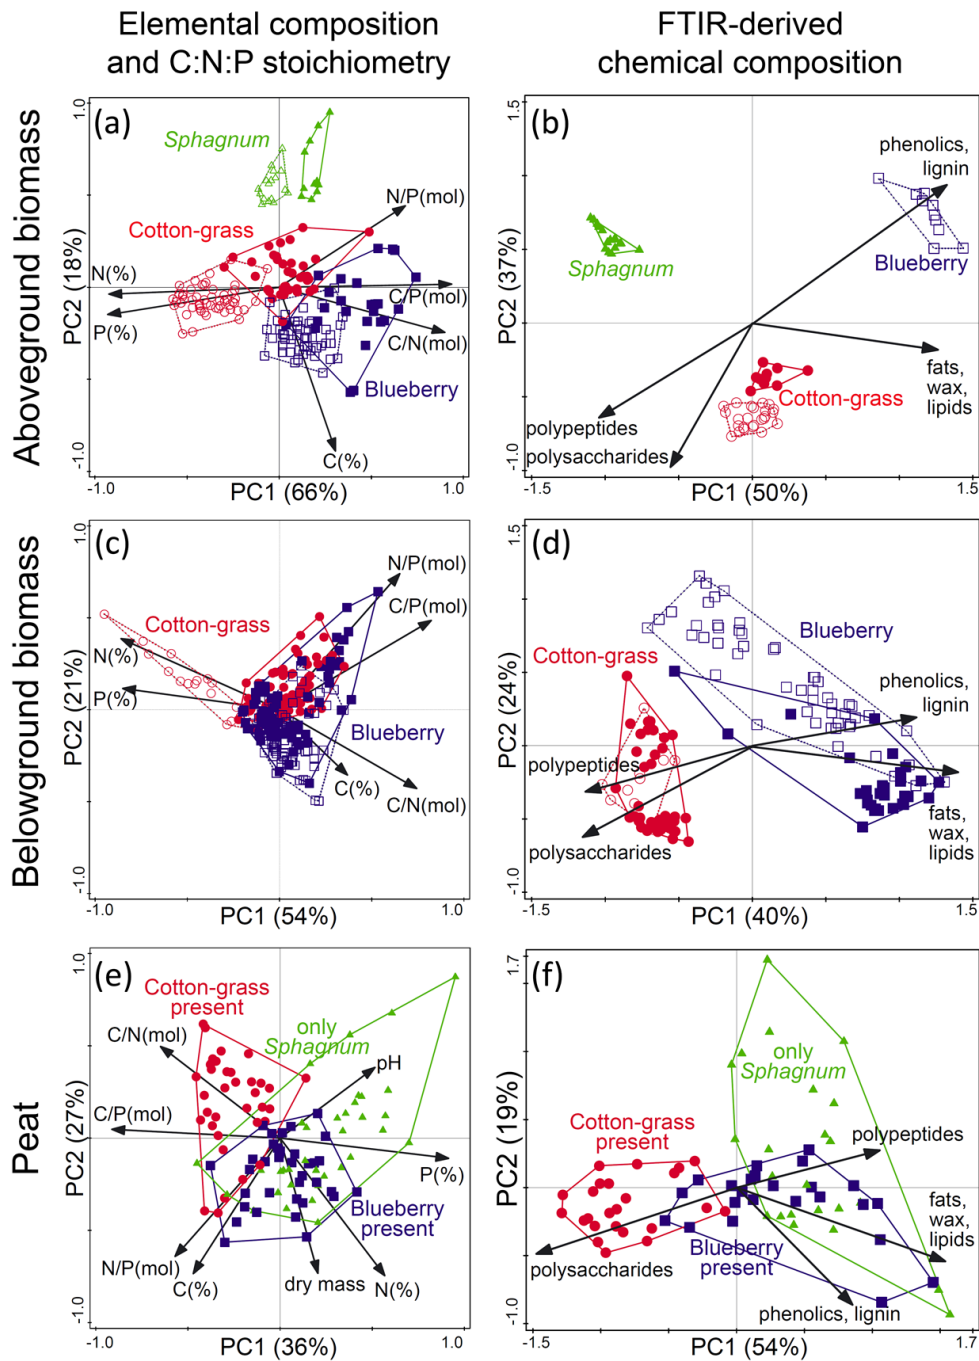 Elemental composition
and C:N:P stoichiometry
FTIR-derived
chemical composition
Aboveground biomass
(a)
1.0
Sphagnum
N/P(mol)
Cotton-grass
N(%)
C/P(mol)
P(%)
C/N(mol)
Blueberry
C(%)
PC2 (18%)
-1.0
-1.0
PC1 (66%)
1.0
(b)
1.5
phenolics,
lignin
Sphagnum
Blueberry
fats,
wax,
lipids
Cotton-grass
polypeptides
polysaccharides
PC2 (37%)
-1.0
-1.5
PC1 (50%)
1.5
Belowground biomass
(c)
1.0
N/P(mol)
C/P(mol)
Cotton-grass
N(%)
P(%)
Blueberry
C(%)
C/N(mol)
PC2 (21%)
-1.0
-1.0
PC1 (54%)
1.0
(d)
1.5
Blueberry
Cotton-grass
phenolics,
lignin
polypeptides
fats,
wax,
lipids
polysaccharides
PC2 (24%)
-1.0
-1.5
PC1 (40%)
1.5
Peat
(e)
1.0
Cotton-grass
present
only
Sphagnum
C/N(mol)
pH
C/P(mol)
P(%)
Blueberry
present
N/P(mol)
C(%)
dry mass
N(%)
PC2 (27%)
-1.0
-1.0
PC1 (36%)
1.0
(f)
1.7
only
Sphagnum
Cotton-grass
present
polypeptides
fats,
wax,
lipids
polysaccharides
Blueberry
present
phenolics, lignin
PC2 (19%)
-1.0
-1.5
PC1 (54%)
1.7